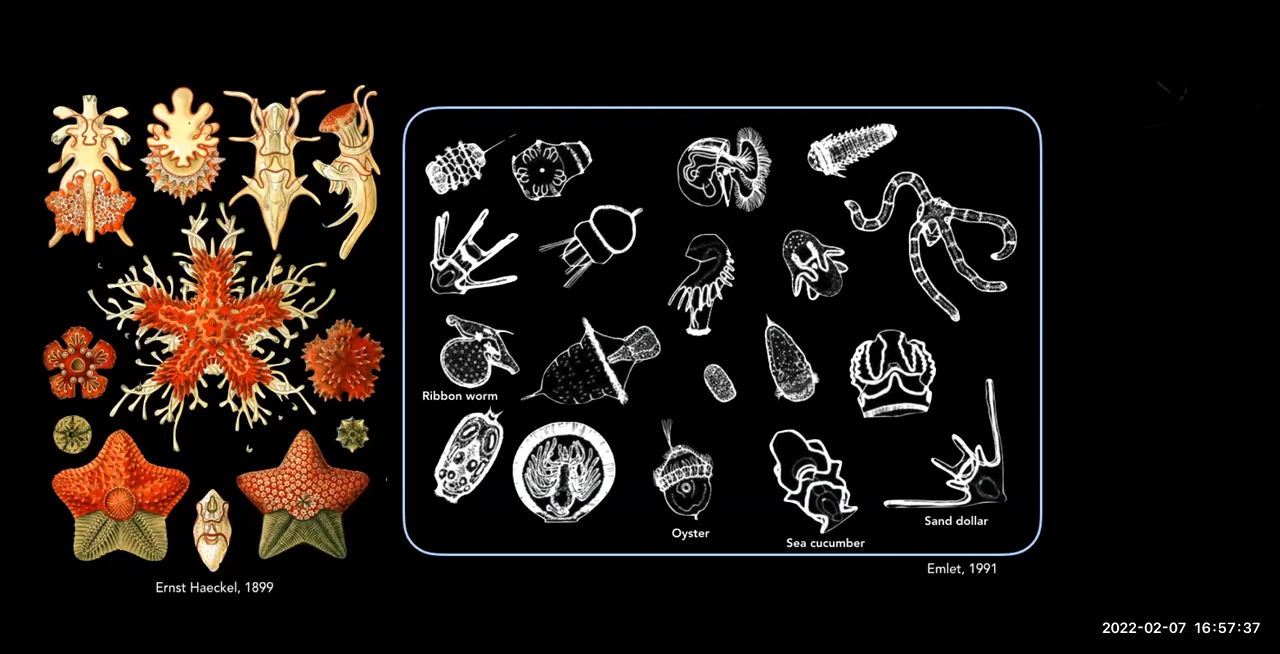 Ribbon worm
Oyster
Sea cucumber
Sand dollar
Ernst Haeckel, 1899
Emlet, 1991
2022-02-07 16:57:37